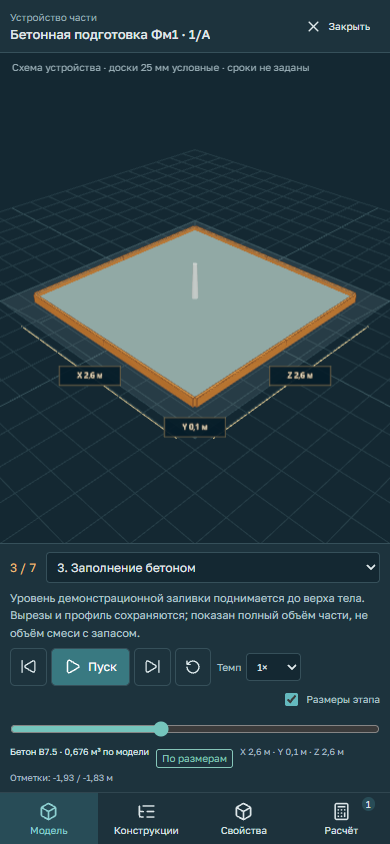 Устройство части
Бетонная подготовка Фм1 · 1/А
Закрыть
Схема устройства · доски 25 мм условные · сроки не заданы
X 2,6 м
Z 2,6 м
Y 0,1 м
3 / 7
3. Заполнение бетоном
Уровень демонстрационной заливки поднимается до верха тела.
Вырезы и профиль сохраняются; показан полный объём части, не
объём смеси с запасом.
Пуск
Темп
1×
Размеры этапа
Бетон В7.5 · 0,676 м³ по модели
По размерам
X 2,6 м · Y 0,1 м · Z 2,6 м
Отметки: -1,93 / -1,83 м
Модель
Конструкции
Свойства
Расчёт
1